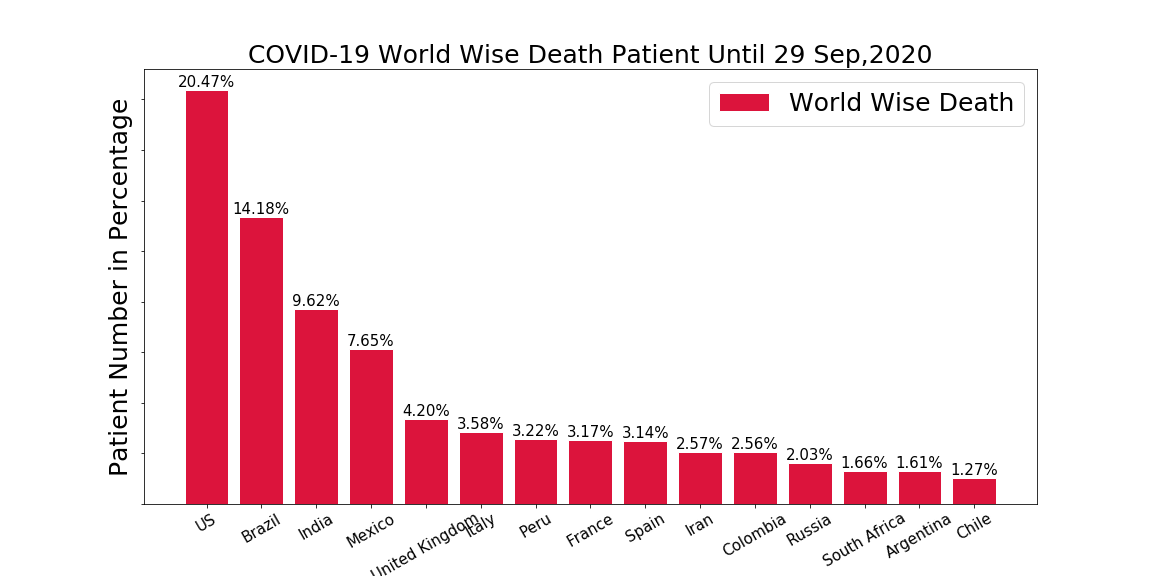 COVID-19 World Wise Death Patient Until 29 Sep,2020
World Wise Death
Patient Number in Percentage
20.47%
14.18%
9.62%
7.65%
4.20%
3.58%
3.22%
3.17%
3.14%
2.57%
2.56%
2.03%
1.66%
1.61%
1.27%
US
Brazil
India
Mexico
United Kingdom
Italy
Peru
France
Spain
Iran
Colombia
Russia
South Africa
Argentina
Chile